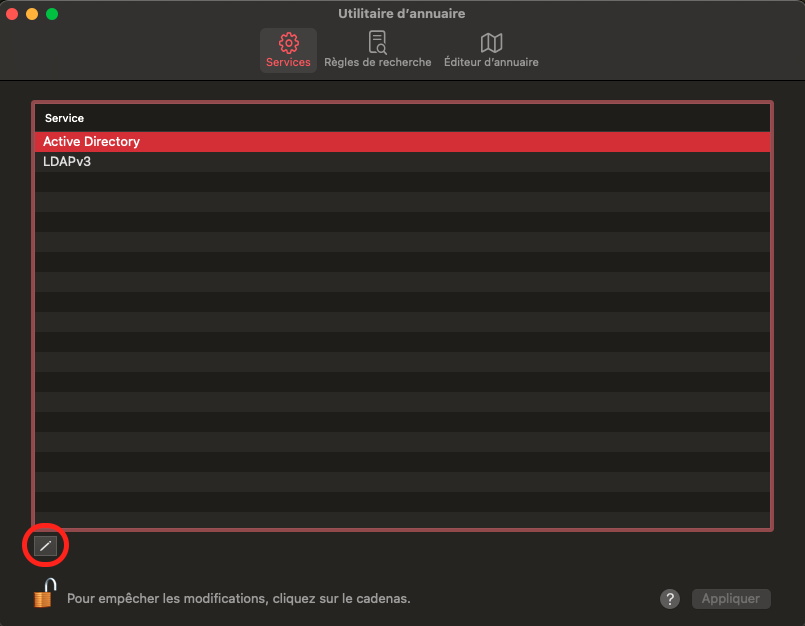 Utilitaire d’annuaire
Services
Règles de recherche
Éditeur d’annuaire
Service
Active Directory
LDAPv3
Pour empêcher les modifications, cliquez sur le cadenas.
?
Appliquer